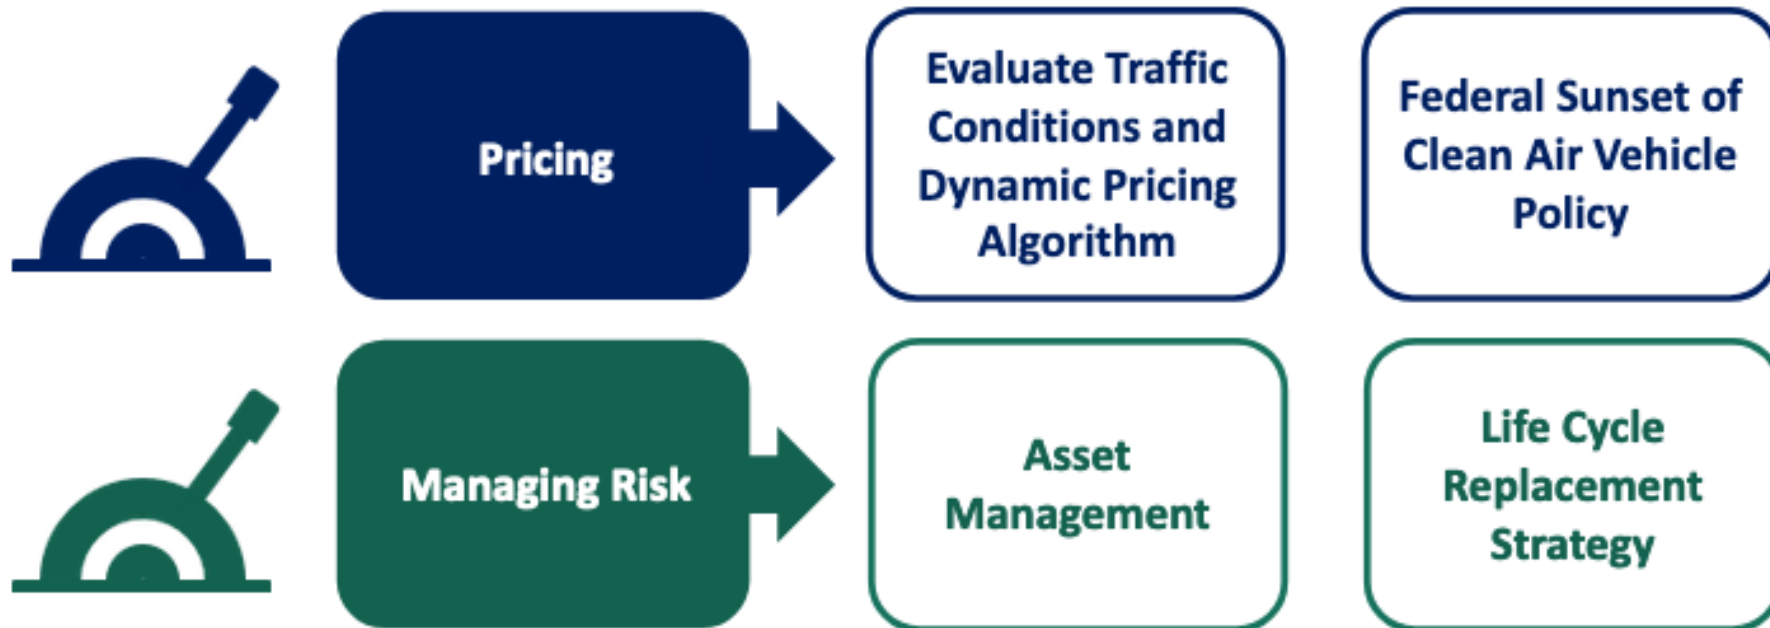 Pricing
Evaluate Traffic
Conditions and
Dynamic Pricing
Algorithm
Federal Sunset of
Clean Air Vehicle
Policy
Managing Risk
Asset
Management
Life Cycle
Replacement
Strategy